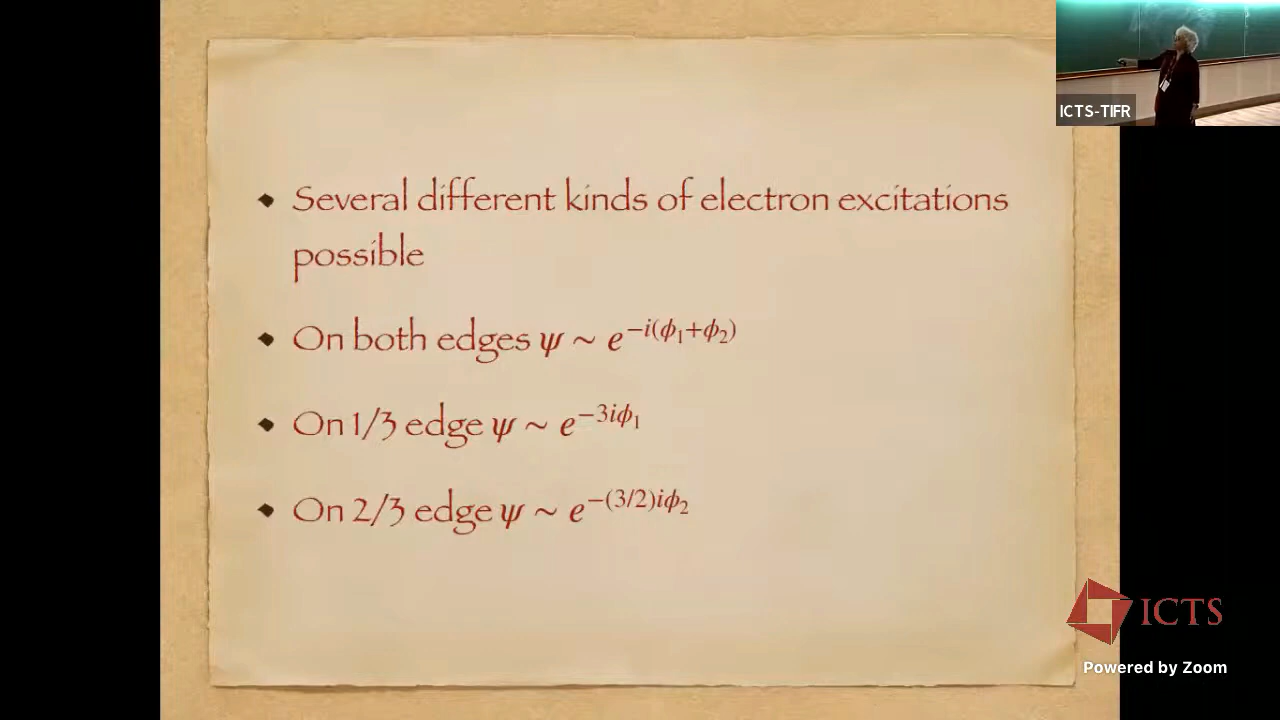 ICTS-TIFR
Several different kinds of electron excitations
possible
On both edges ψ ~ e^{-i(ϕ₁+ϕ₂)}
On 1/3 edge ψ ~ e^{-3iϕ₁}
On 2/3 edge ψ ~ e^{-(3/2)iϕ₂}
ICTS
Powered by Zoom